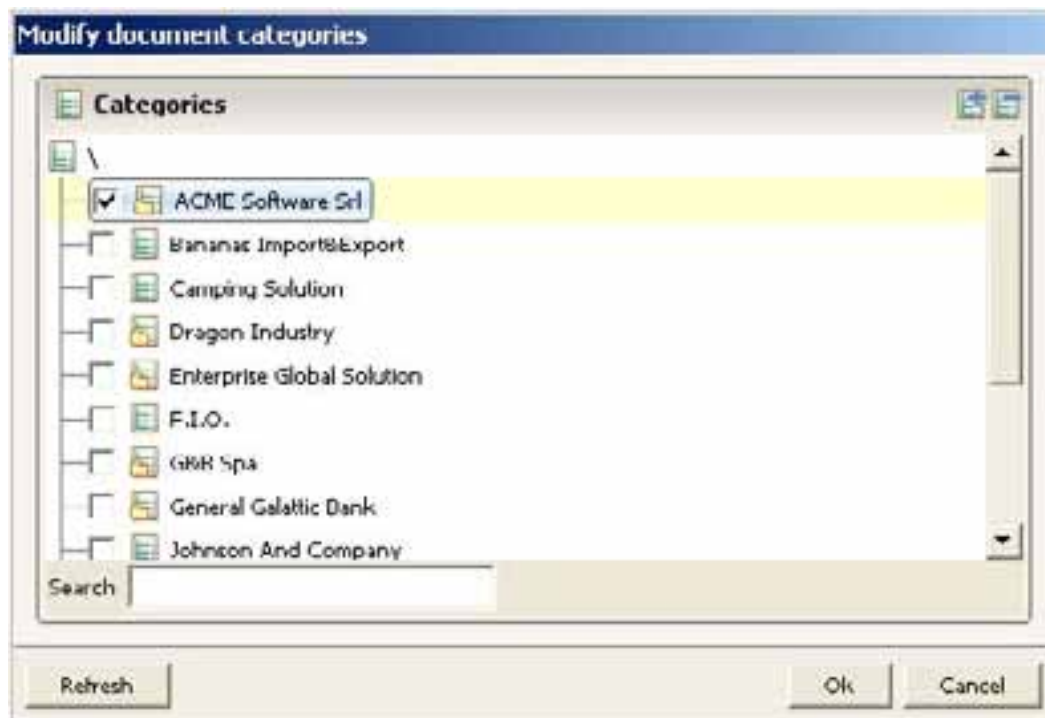 Modify document categories
Categories
\
ACME Software Srl
Bananas Import&Export
Camping Solution
Dragon Industry
Enterprise Global Solution
F.I.O.
G&R Spa
General Galattic Bank
Johnson And Company
Search
Refresh
Ok
Cancel